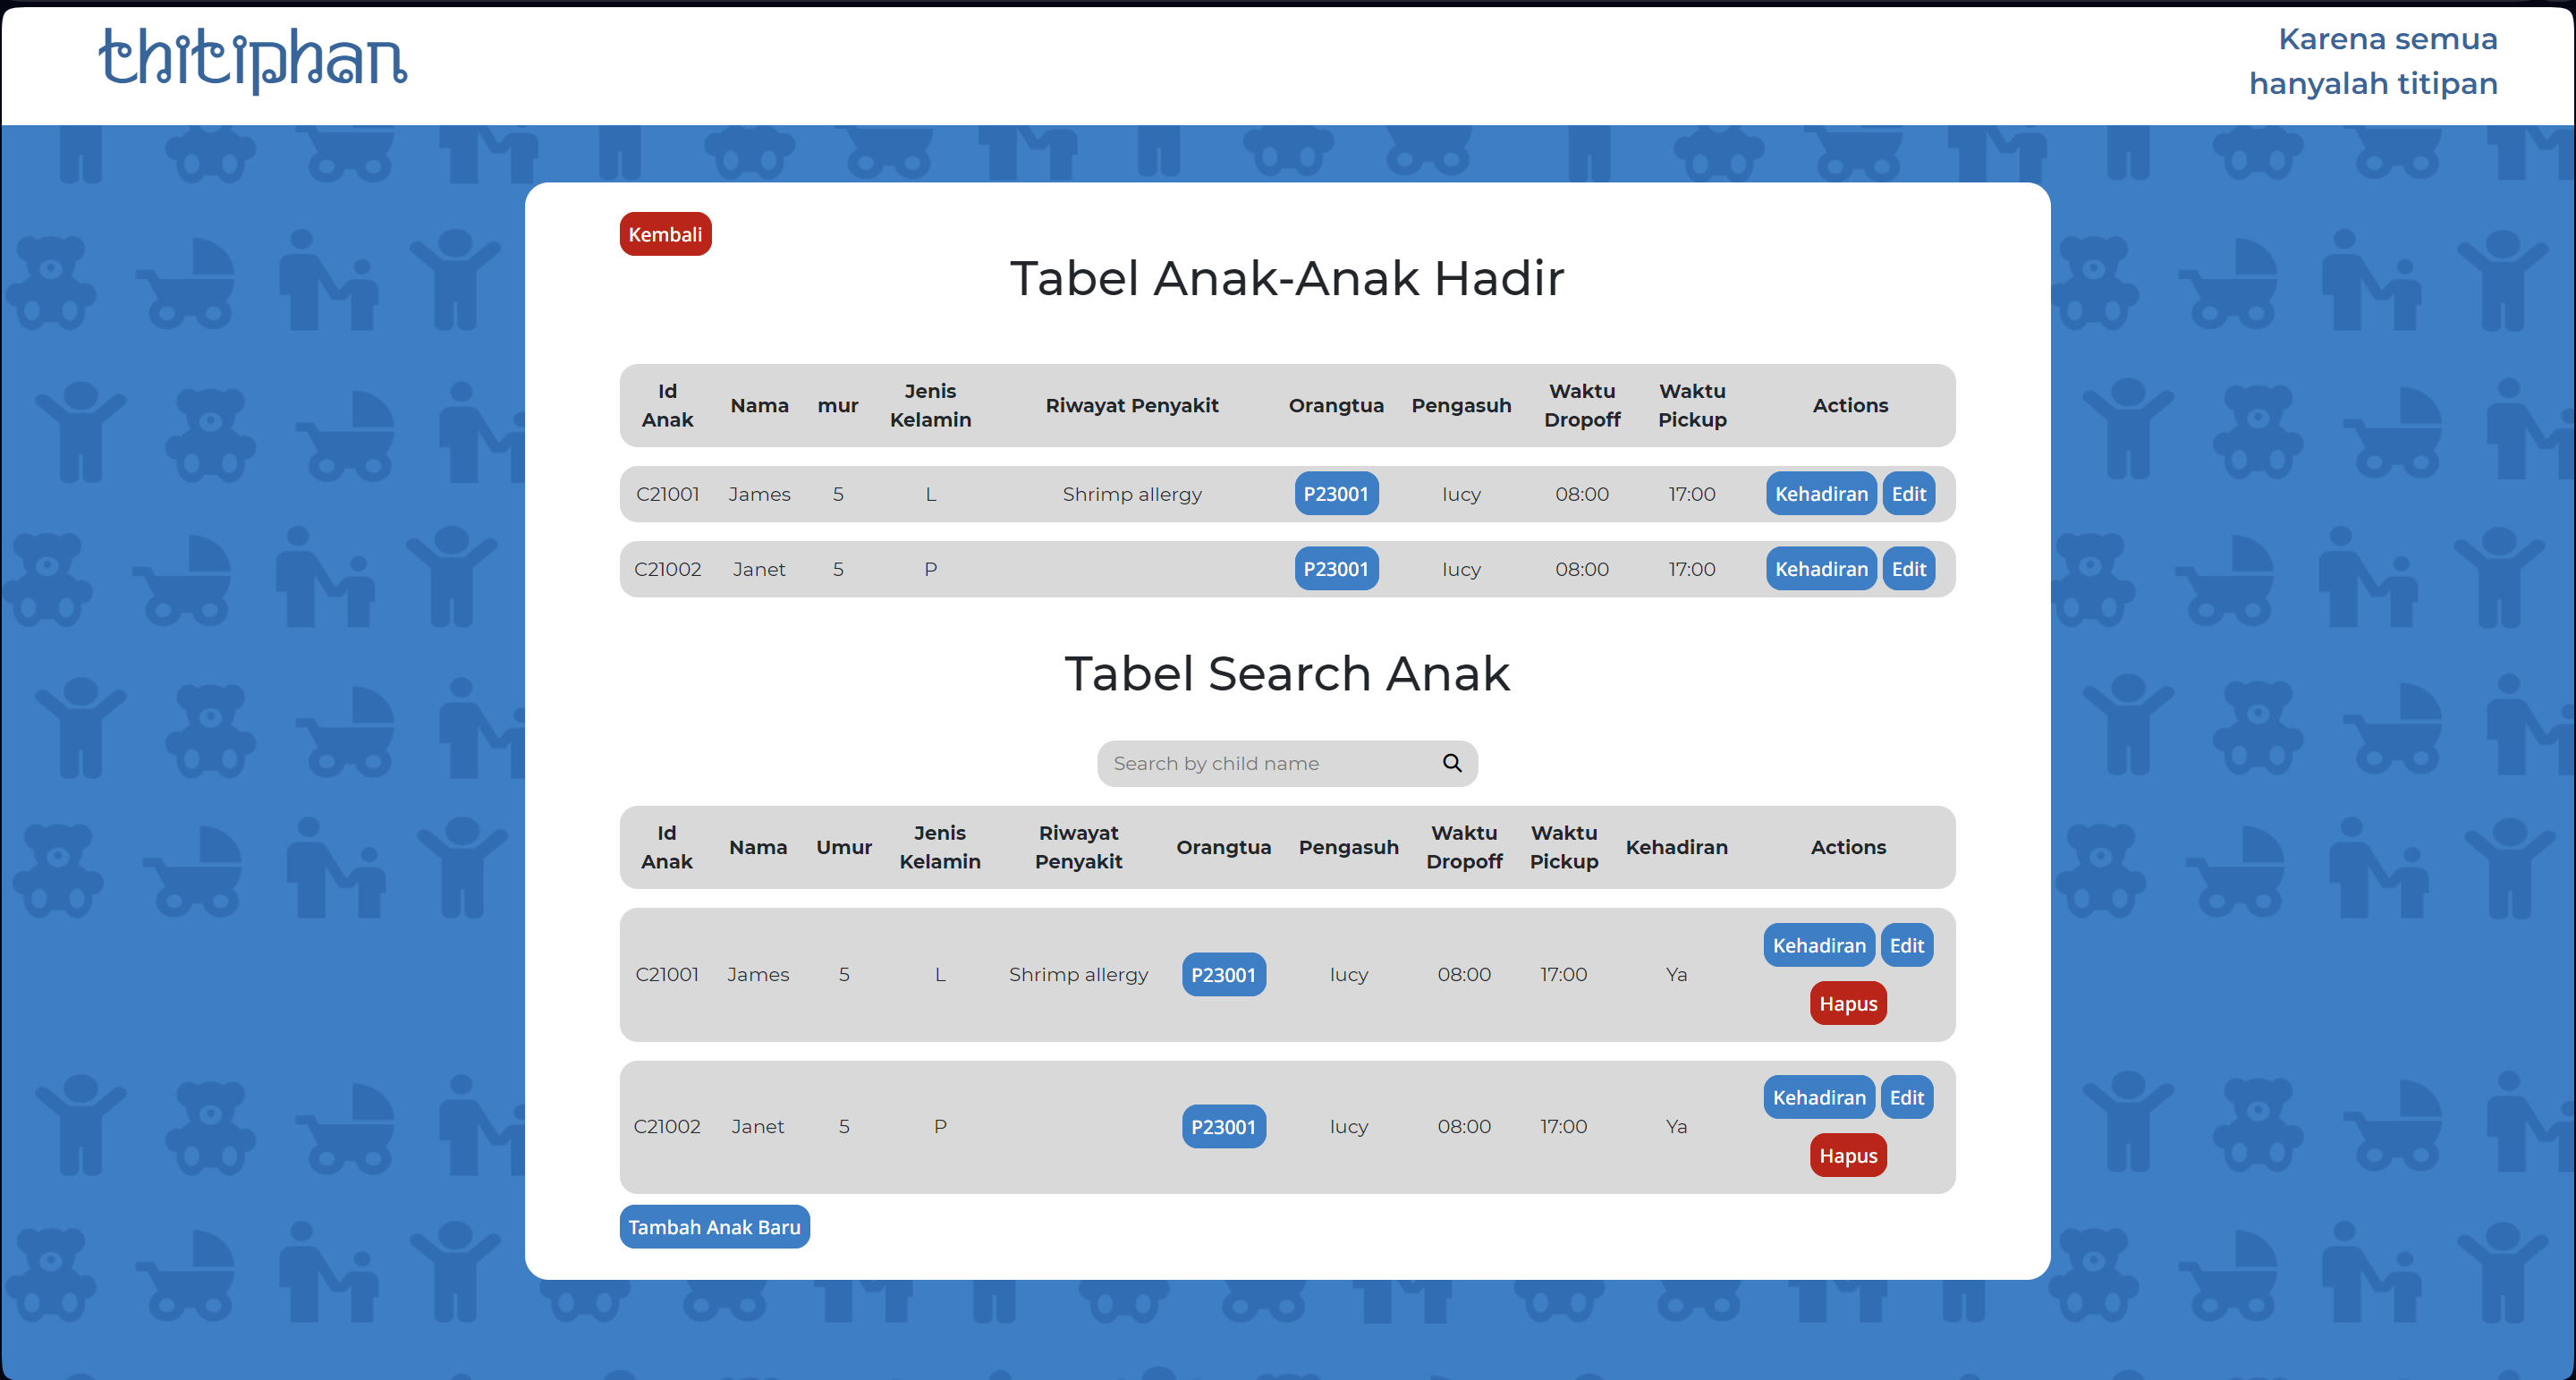 thitiphan
Karena semua
hanyalah titipan
Kembali
Tabel Anak-Anak Hadir
Id Anak Nama mur Jenis Kelamin Riwayat Penyakit Orangtua Pengasuh Waktu Dropoff Waktu Pickup Actions
C21001 James 5 L Shrimp allergy P23001 lucy 08:00 17:00 Kehadiran Edit
C21002 Janet 5 P P23001 lucy 08:00 17:00 Kehadiran Edit
Tabel Search Anak
Search by child name
Id Anak Nama Umur Jenis Kelamin Riwayat Penyakit Orangtua Pengasuh Waktu Dropoff Waktu Pickup Kehadiran Actions
C21001 James 5 L Shrimp allergy P23001 lucy 08:00 17:00 Ya Kehadiran Edit
Hapus
C21002 Janet 5 P P23001 lucy 08:00 17:00 Ya Kehadiran Edit
Hapus
Tambah Anak Baru